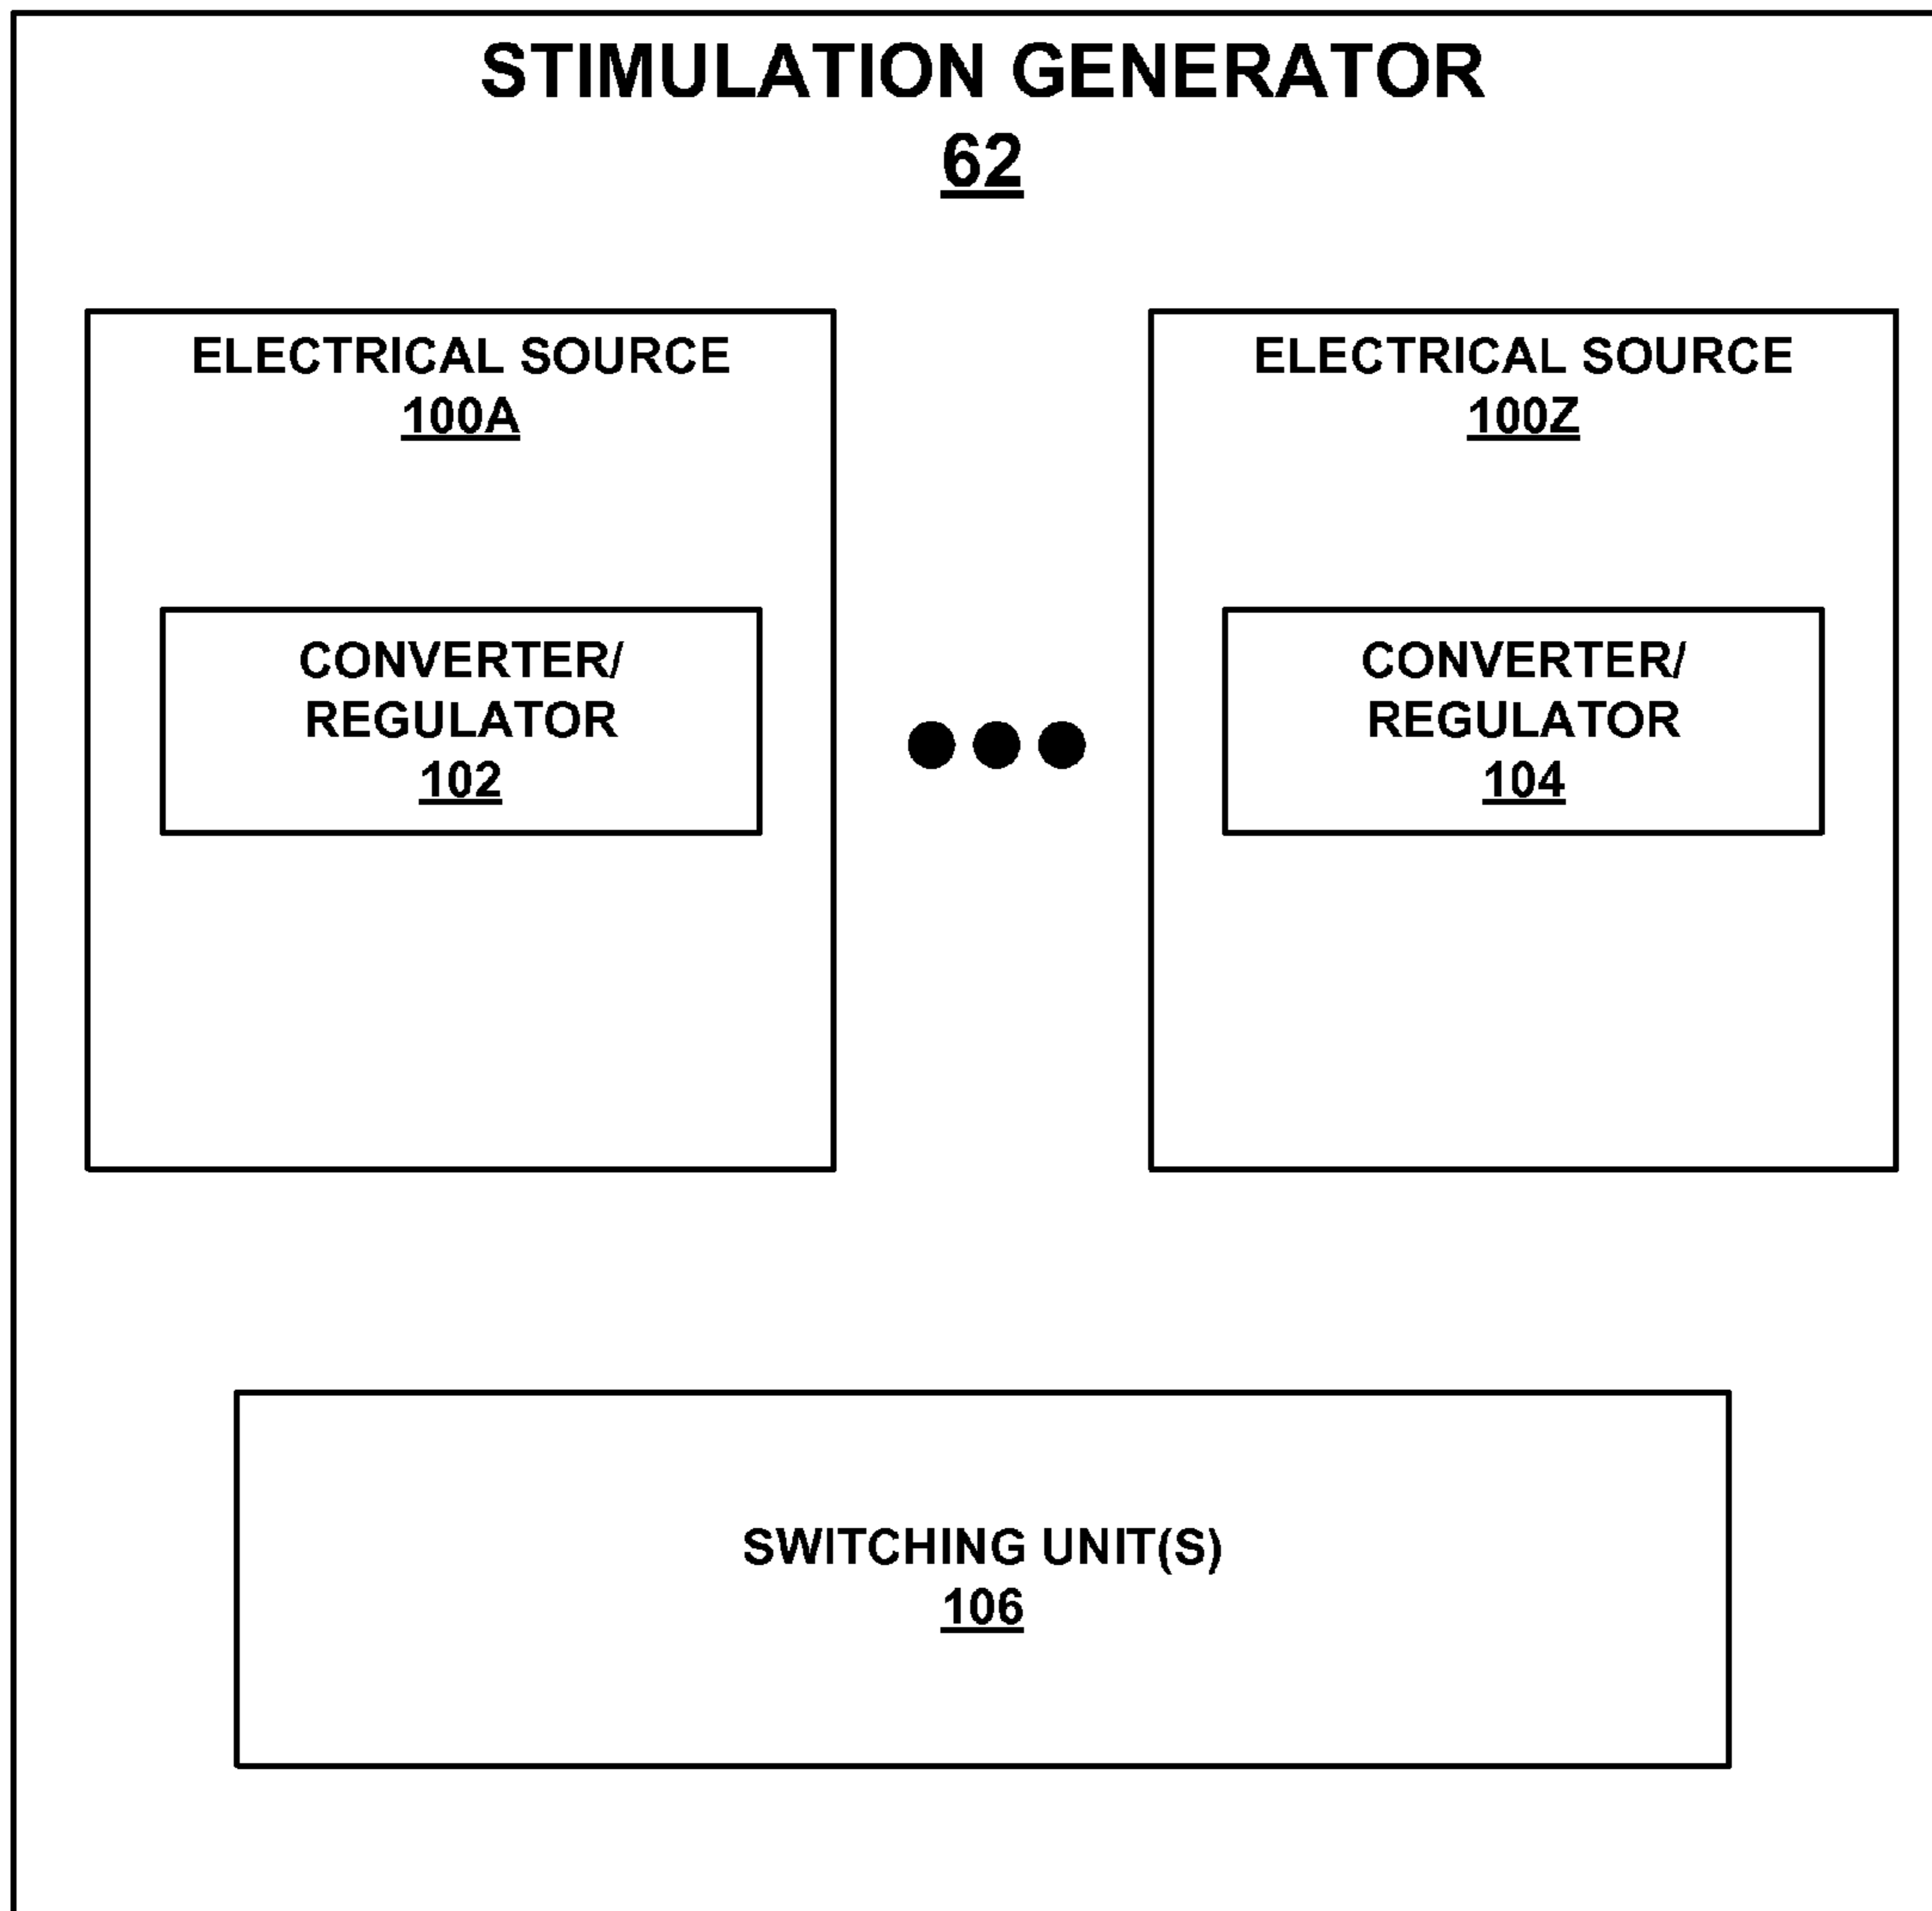 STIMULATION GENERATOR
62
ELECTRICAL SOURCE
100A
CONVERTER/
REGULATOR
102
ELECTRICAL SOURCE
100Z
CONVERTER/
REGULATOR
104
SWITCHING UNIT(S)
106